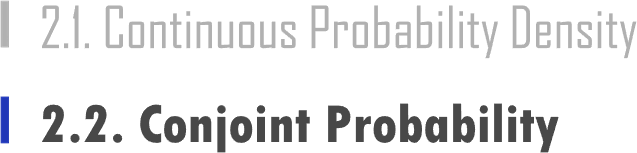 2.1. Continuous Probability Density
2.2. Conjoint Probability